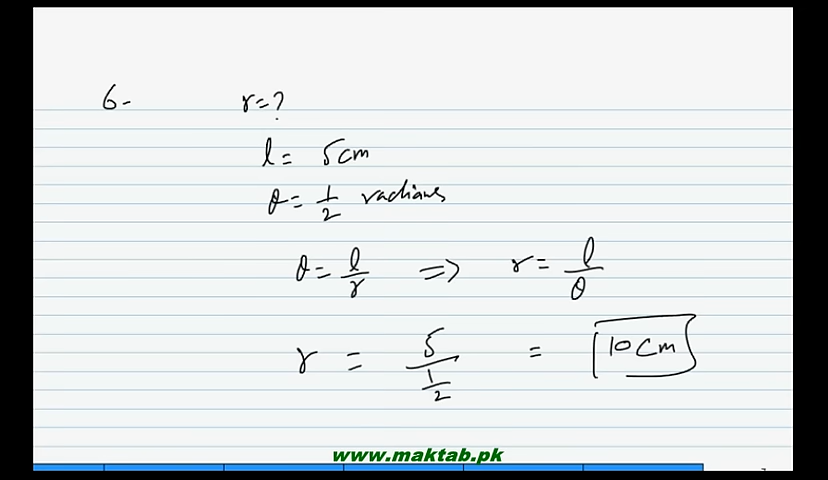 6- r=?
l= 5cm
θ= 1/2 radians
θ= l/r => r= l/θ
r = 5/(1/2) = 10cm
www.maktab.pk